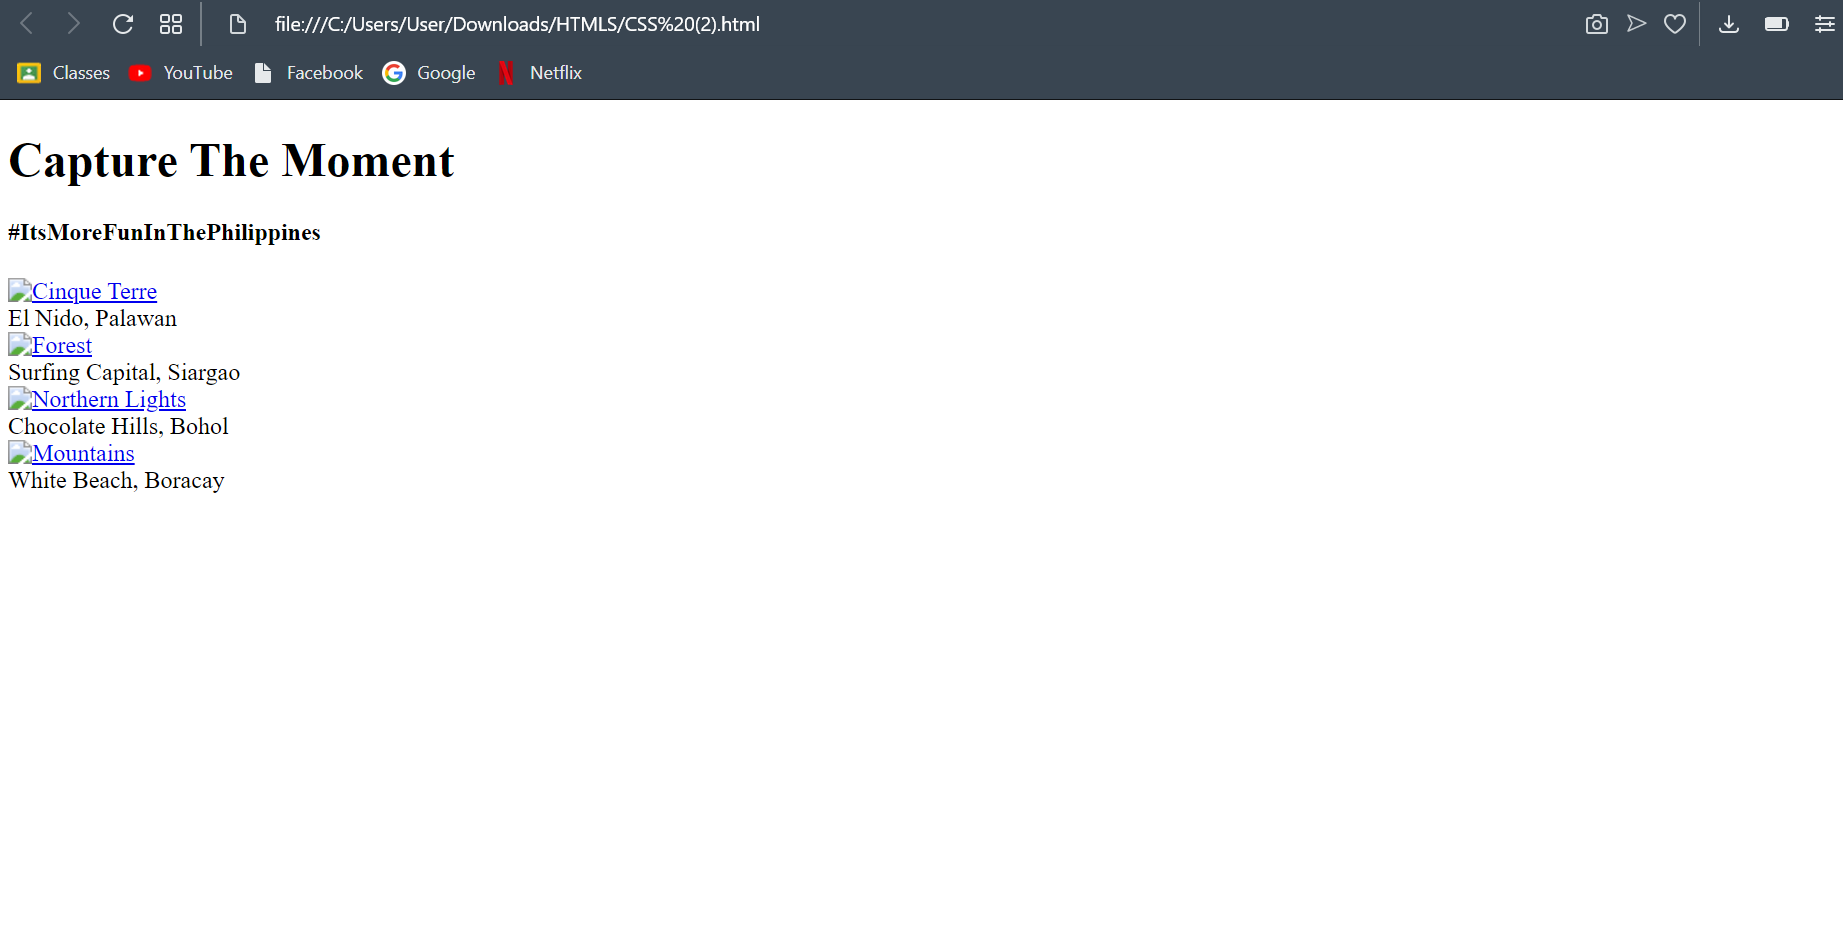 file:///C:/Users/User/Downloads/HTMLS/CSS%20(2).html
Classes YouTube Facebook Google Netflix
Capture The Moment
#ItsMoreFunInThePhilippines
Cinque Terre
El Nido, Palawan
Forest
Surfing Capital, Siargao
Northern Lights
Chocolate Hills, Bohol
Mountains
White Beach, Boracay